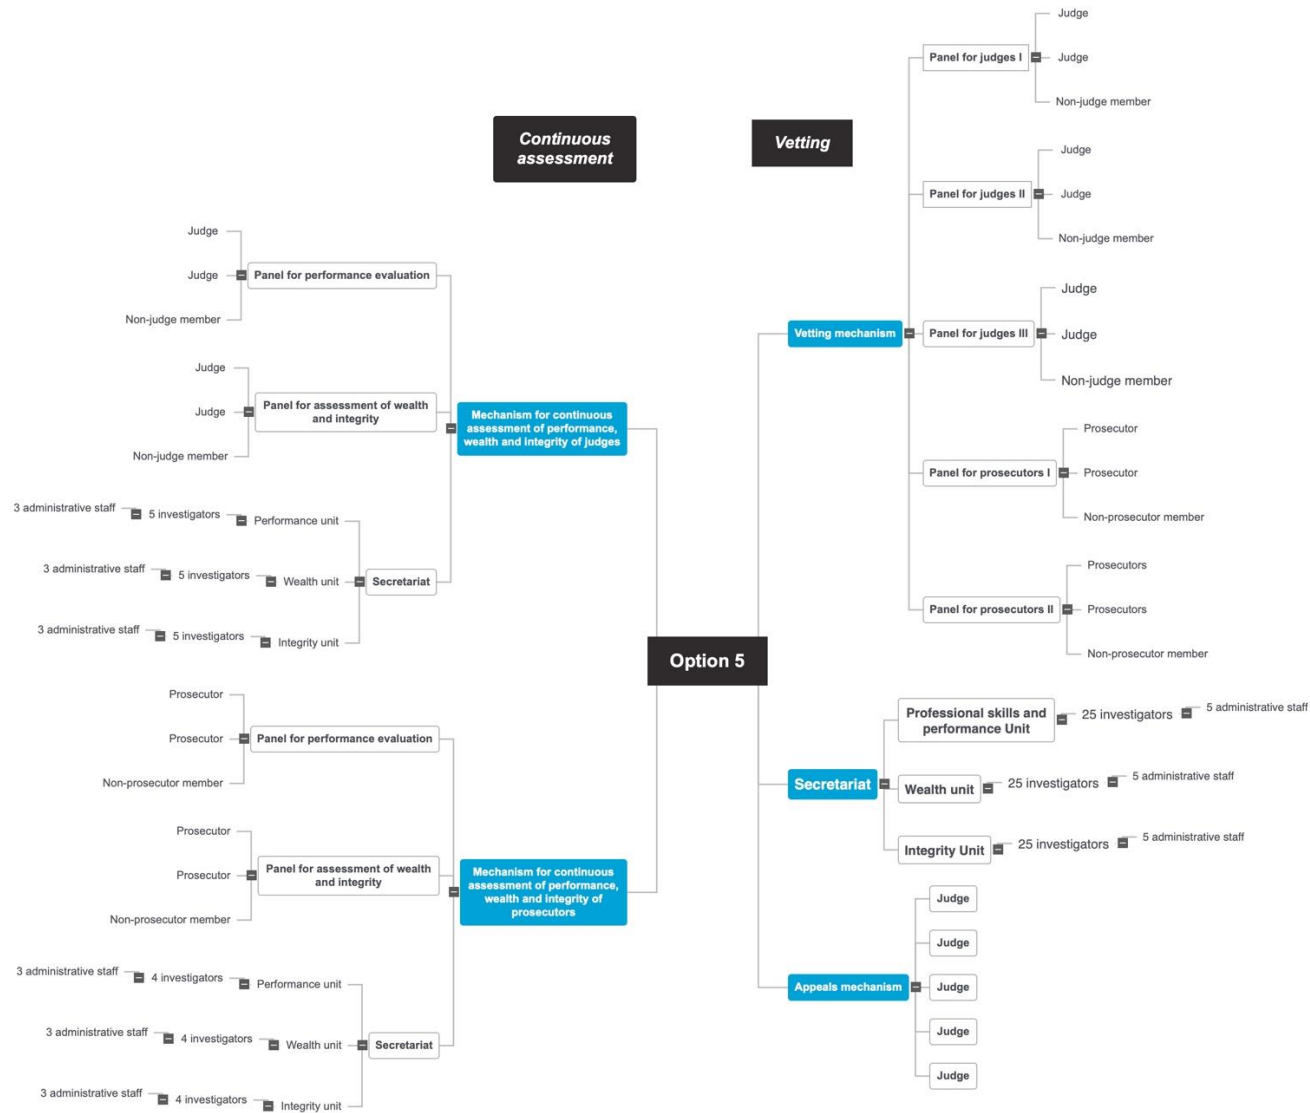 Continuous
assessment
Vetting
Option 5
Judge
Judge
Non-judge member
Panel for performance evaluation
Judge
Judge
Non-judge member
Panel for assessment of wealth
and integrity
Mechanism for continuous
assessment of performance,
wealth and integrity of judges
3 administrative staff
5 investigators
Performance unit
3 administrative staff
5 investigators
Wealth unit
Secretariat
3 administrative staff
5 investigators
Integrity unit
Prosecutor
Prosecutor
Non-prosecutor member
Panel for performance evaluation
Prosecutor
Prosecutor
Non-prosecutor member
Panel for assessment of wealth
and integrity
Mechanism for continuous
assessment of performance,
wealth and integrity of
prosecutors
3 administrative staff
4 investigators
Performance unit
3 administrative staff
4 investigators
Wealth unit
Secretariat
3 administrative staff
4 investigators
Integrity unit
Vetting mechanism
Panel for judges I
Judge
Judge
Non-judge member
Panel for judges II
Judge
Judge
Non-judge member
Panel for judges III
Judge
Judge
Non-judge member
Panel for prosecutors I
Prosecutor
Prosecutor
Non-prosecutor member
Panel for prosecutors II
Prosecutors
Prosecutors
Non-prosecutor member
Secretariat
Professional skills and
performance Unit
25 investigators
5 administrative staff
Wealth unit
25 investigators
5 administrative staff
Integrity Unit
25 investigators
5 administrative staff
Appeals mechanism
Judge
Judge
Judge
Judge
Judge